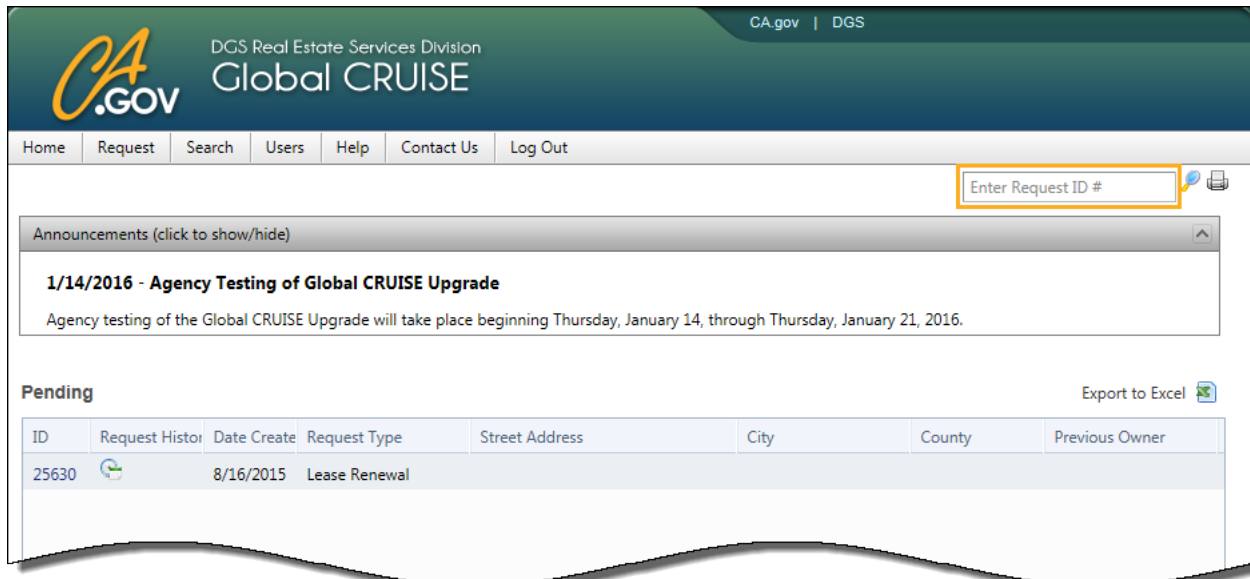 CA.gov | DGS
CA.GOV
DGS Real Estate Services Division
Global CRUISE
Home Request Search Users Help Contact Us Log Out
Enter Request ID #
Announcements (click to show/hide)
1/14/2016 - Agency Testing of Global CRUISE Upgrade
Agency testing of the Global CRUISE Upgrade will take place beginning Thursday, January 14, through Thursday, January 21, 2016.
Pending Export to Excel
ID Request Histor Date Create Request Type Street Address City County Previous Owner
25630 8/16/2015 Lease Renewal